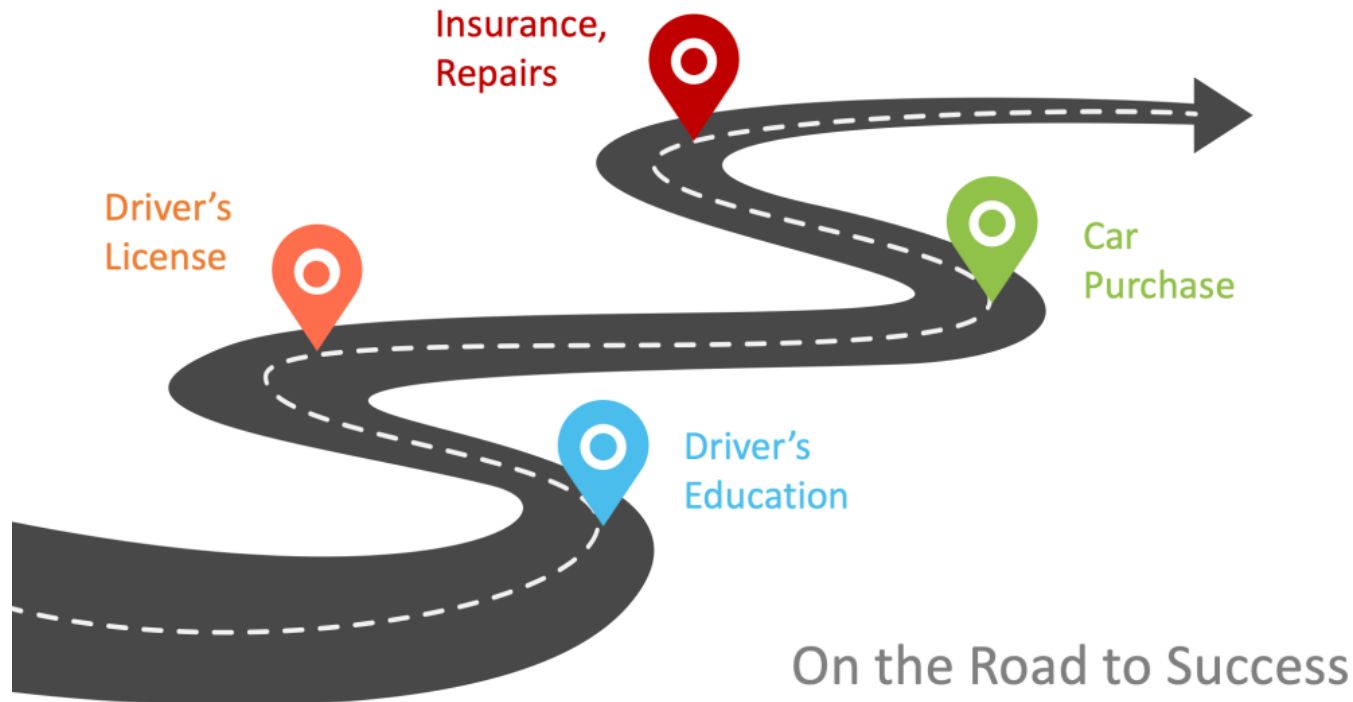 Insurance,
Repairs
Driver’s
License
Car
Purchase
Driver’s
Education
On the Road to Success